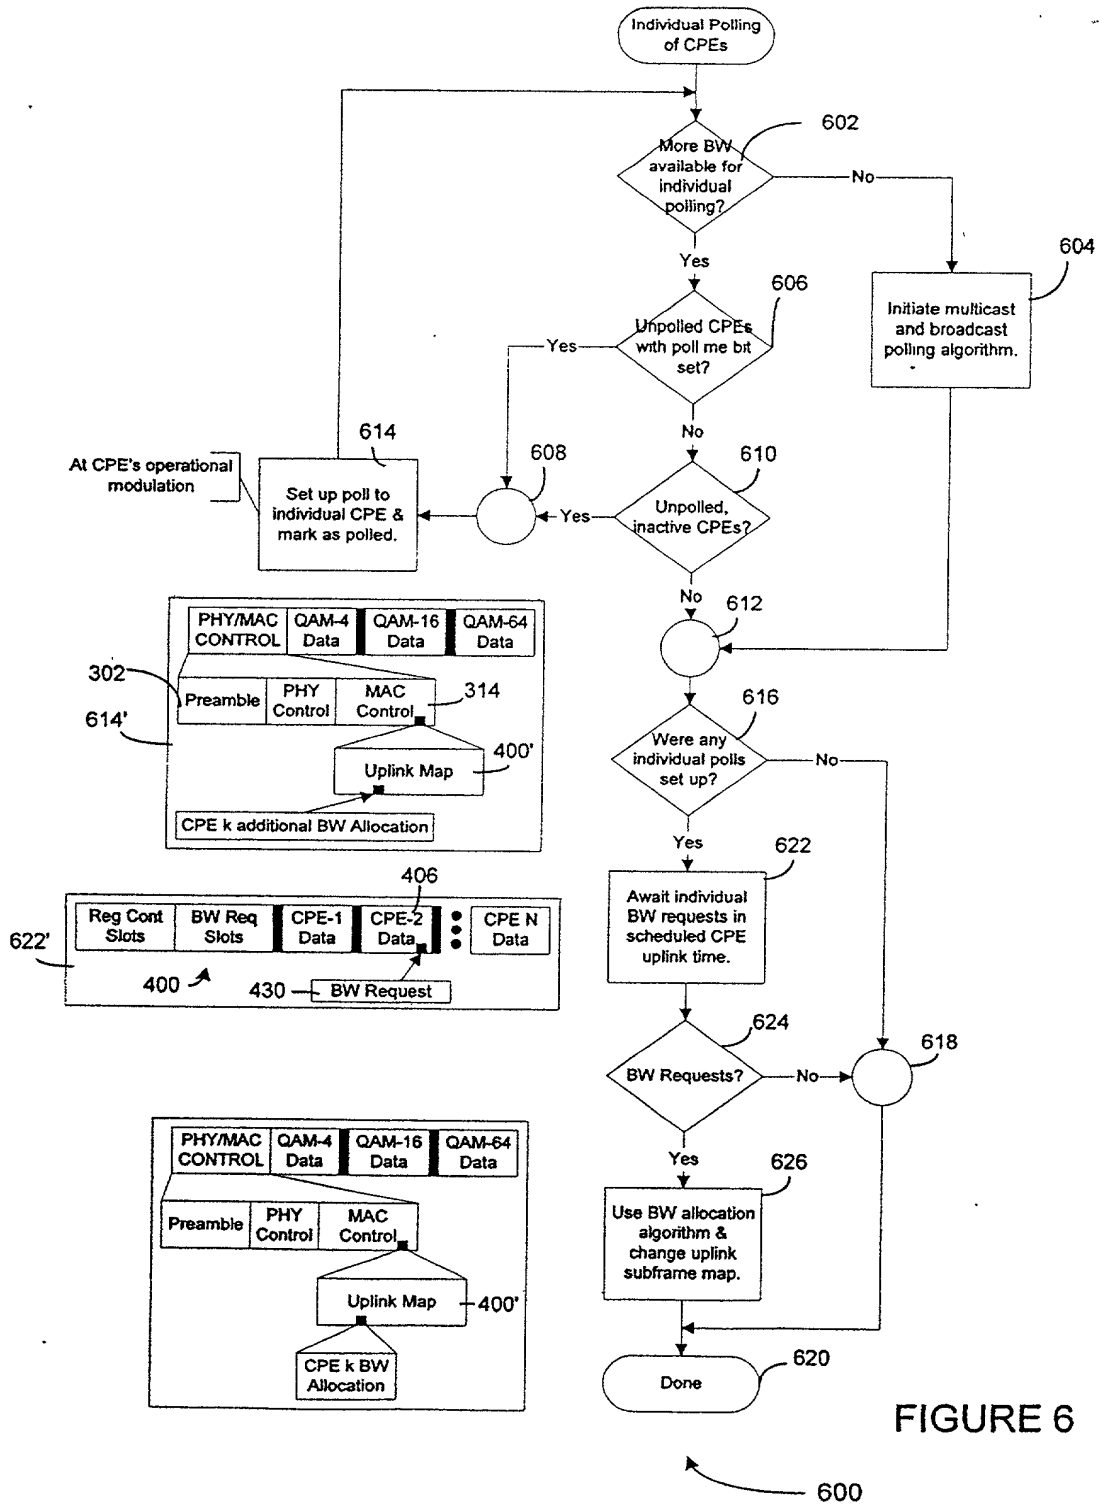 Individual Polling
of CPEs
602
More BW
available for
individual
polling?
No
Yes
604
Initiate multicast
and broadcast
polling algorithm.
606
Unpolled CPEs
with poll me bit
set?
Yes
No
608
610
Unpolled,
inactive CPEs?
Yes
No
614
At CPE's operational
modulation
Set up poll to
individual CPE &
mark as polled.
612
PHY/MAC
CONTROL
QAM-4
Data
QAM-16
Data
QAM-64
Data
302
Preamble
PHY
Control
MAC
Control
314
614'
Uplink Map
400'
CPE k additional BW Allocation
616
Were any
individual polls
set up?
No
Yes
622
Await individual
BW requests in
scheduled CPE
uplink time.
406
Reg Cont
Slots
BW Req
Slots
CPE-1
Data
CPE-2
Data
CPE N
Data
622'
400
430
BW Request
624
BW Requests?
No
Yes
618
626
Use BW allocation
algorithm &
change uplink
subframe map.
PHY/MAC
CONTROL
QAM-4
Data
QAM-16
Data
QAM-64
Data
Preamble
PHY
Control
MAC
Control
Uplink Map
400'
CPE k BW
Allocation
620
Done
FIGURE 6
600